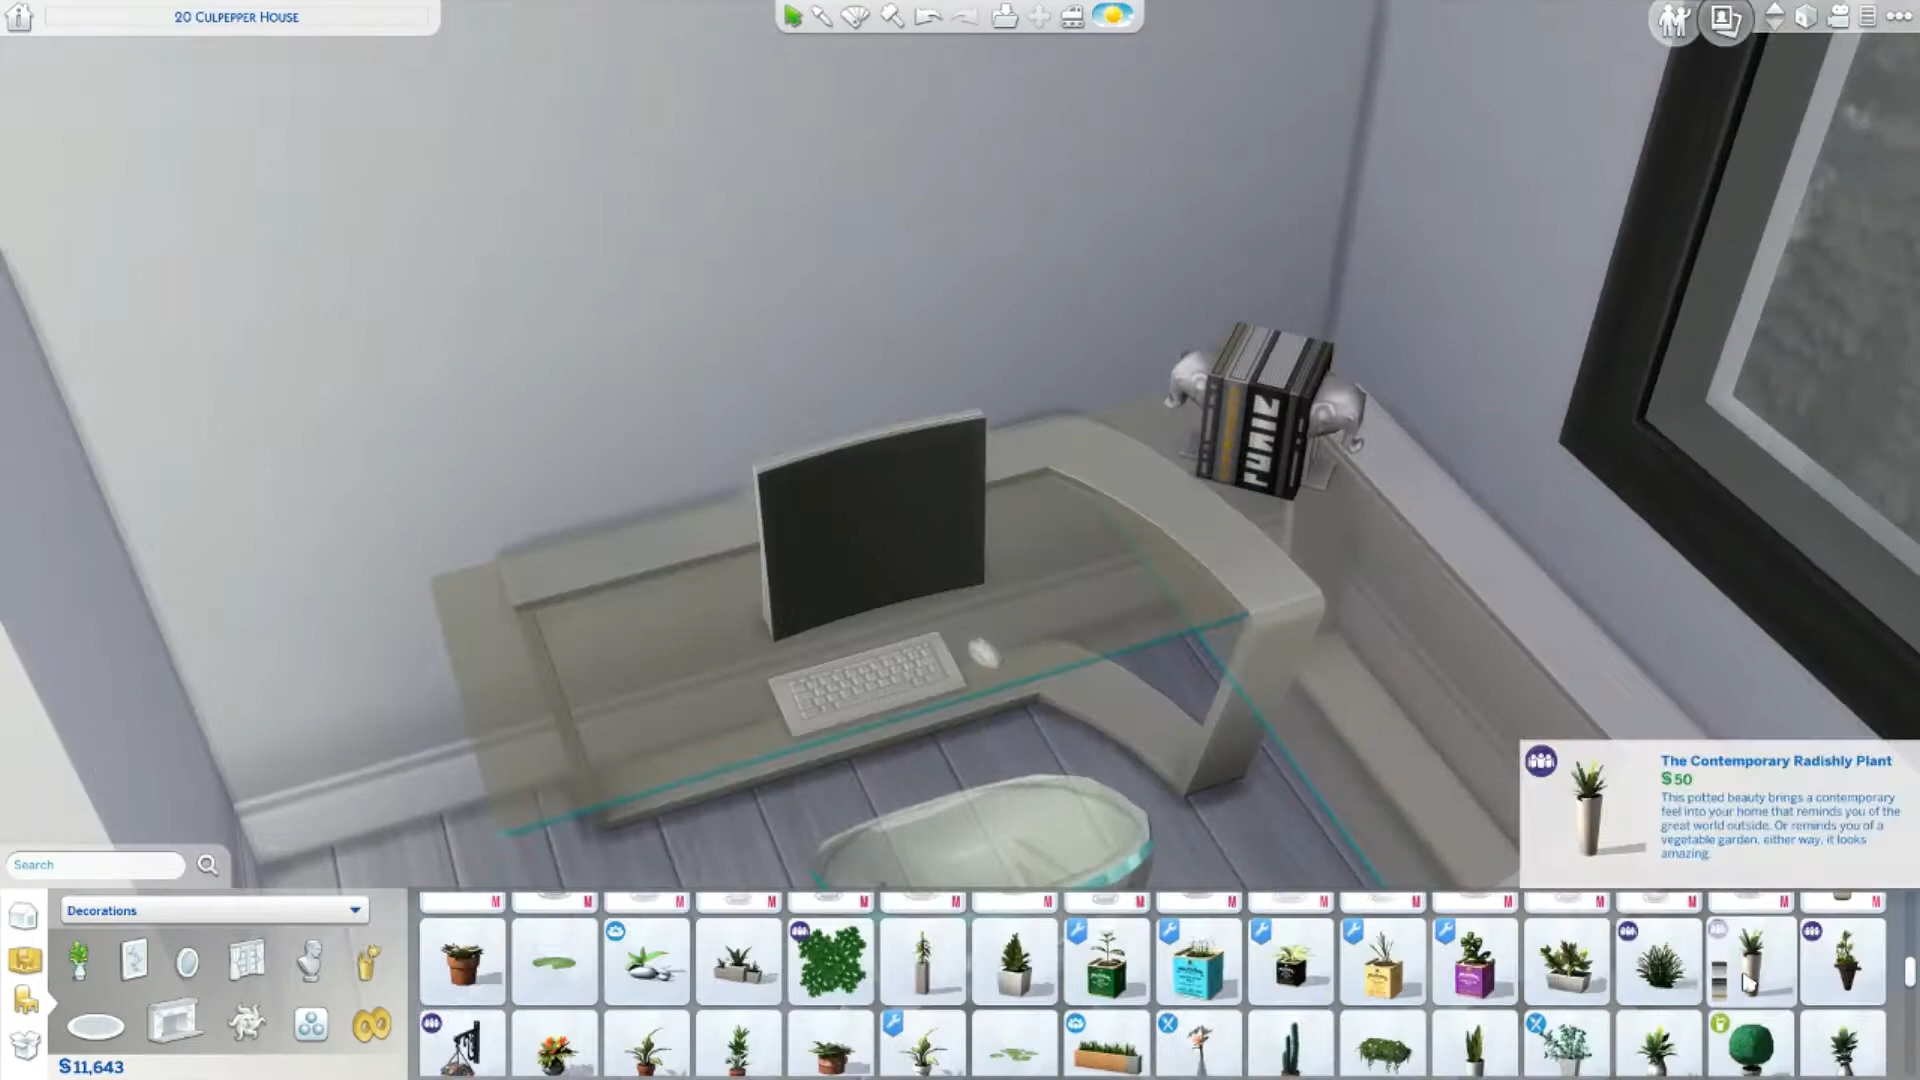 20 Culpepper House
The Contemporary Radishly Plant
$50
This potted beauty brings a contemporary
feel into your home that reminds you of the
great world outside. Or reminds you of a
vegetable garden, either way, it looks
amazing.
Search
Decorations
M M M M M M M M M M M M M M M M
$11,643